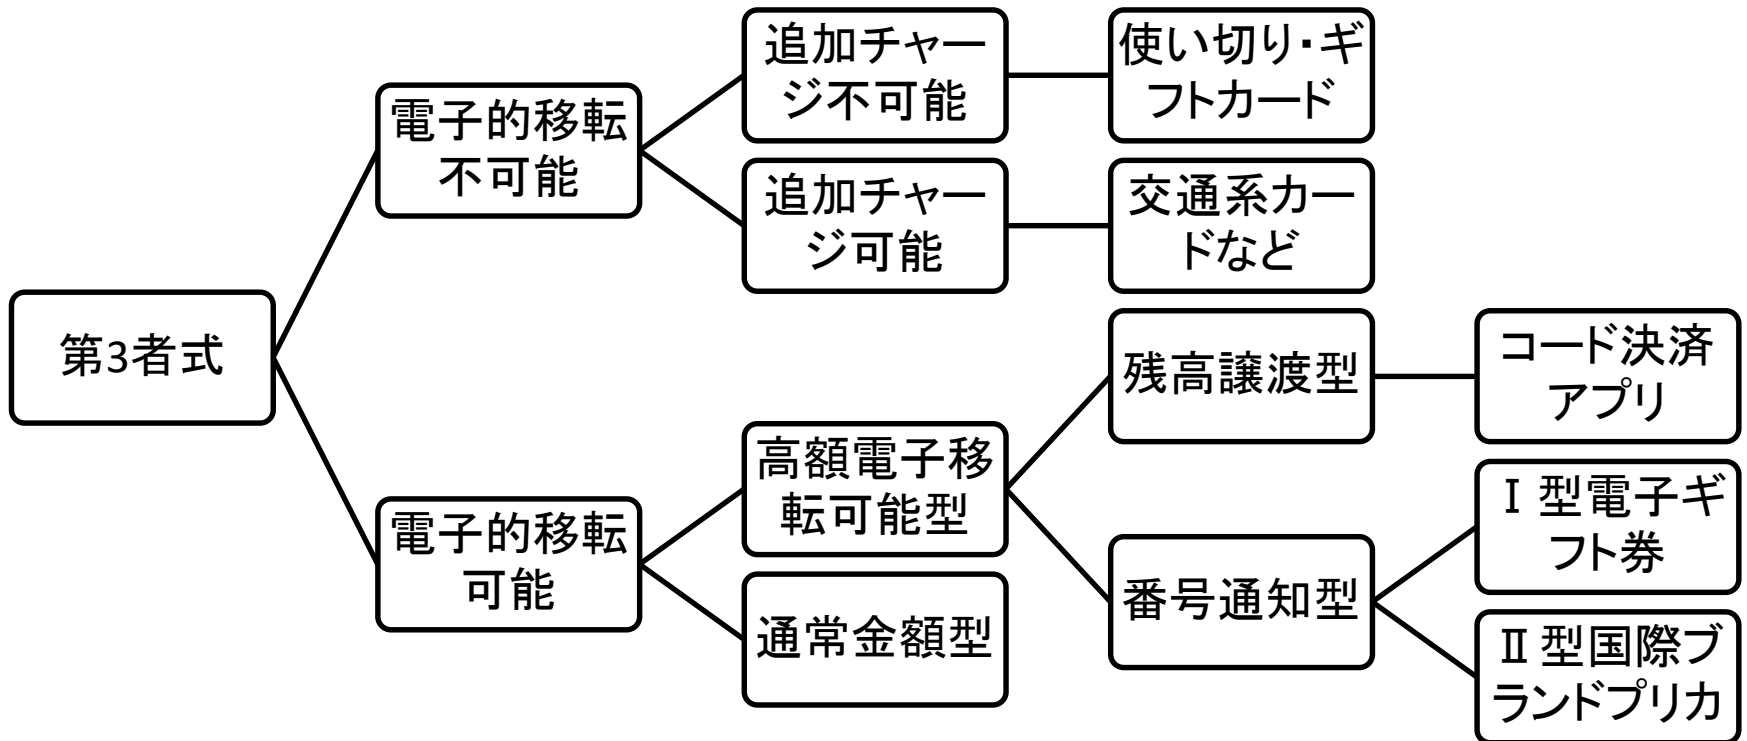 追加チャー
ジ不可能
使い切り・ギ
フトカード
電子的移転
不可能
追加チャー
ジ可能
交通系カー
ドなど
第3者式
残高譲渡型
コード決済
アプリ
高額電子移
転可能型
Ⅰ型電子ギ
フト券
電子的移転
可能
番号通知型
通常金額型
Ⅱ型国際ブ
ランドプリカ